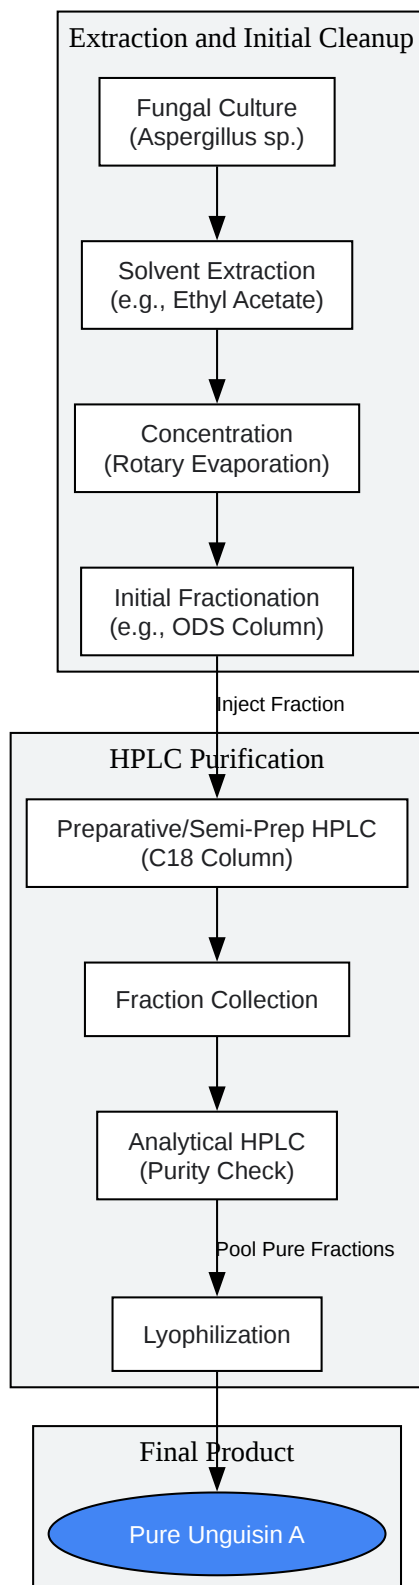 Extraction and Initial Cleanup
Fungal Culture
(Aspergillus sp.)
Solvent Extraction
(e.g., Ethyl Acetate)
Concentration
(Rotary Evaporation)
Initial Fractionation
(e.g., ODS Column)
Inject Fraction
HPLC Purification
Preparative/Semi-Prep HPLC
(C18 Column)
Fraction Collection
Analytical HPLC
(Purity Check)
Pool Pure Fractions
Lyophilization
Final Product
Pure Unguisin A